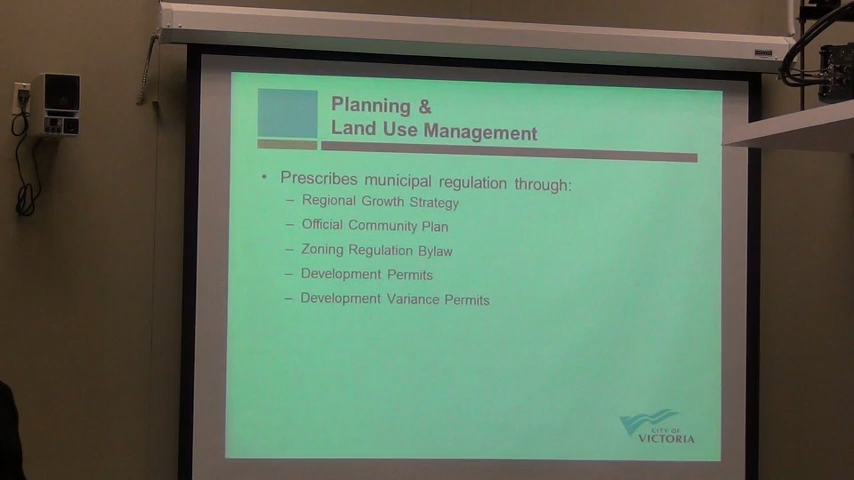 Planning &
Land Use Management
• Prescribes municipal regulation through:
– Regional Growth Strategy
– Official Community Plan
– Zoning Regulation Bylaw
– Development Permits
– Development Variance Permits
CITY OF
VICTORIA